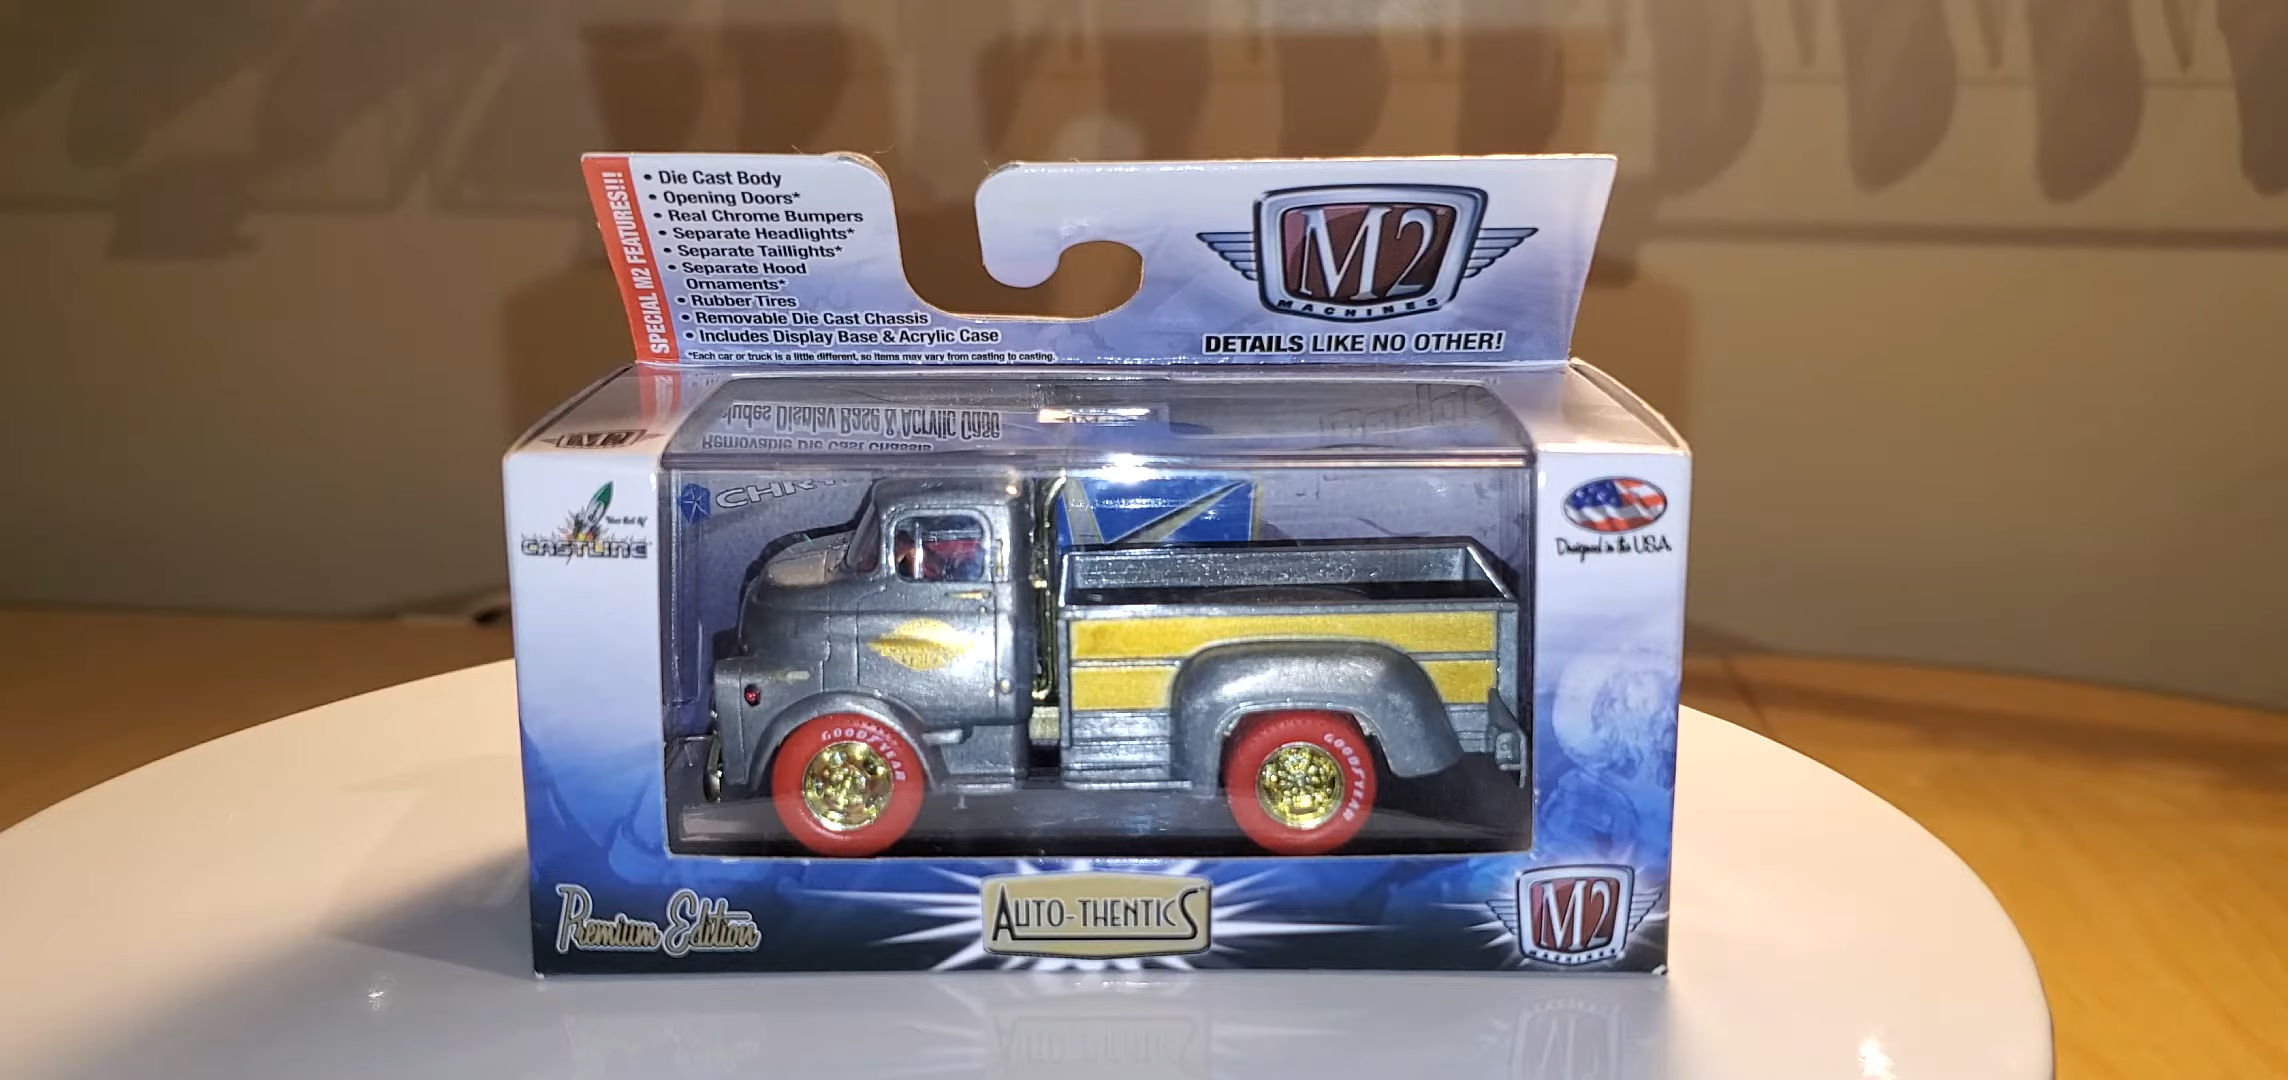 SPECIAL M2 FEATURES!!!
• Die Cast Body
• Opening Doors*
• Real Chrome Bumpers
• Separate Headlights*
• Separate Taillights*
• Separate Hood
Ornaments*
• Rubber Tires
• Removable Die Cast Chassis
• Includes Display Base & Acrylic Case
*Each car or truck is a little different, so items may vary from casting to casting.
M2
MACHINES
DETAILS LIKE NO OTHER!
CASTLINE
Designed in the USA
CHR
GOODYEAR
GOODYEAR
Premium Edition
AUTO-THENTICS
M2
MACHINES